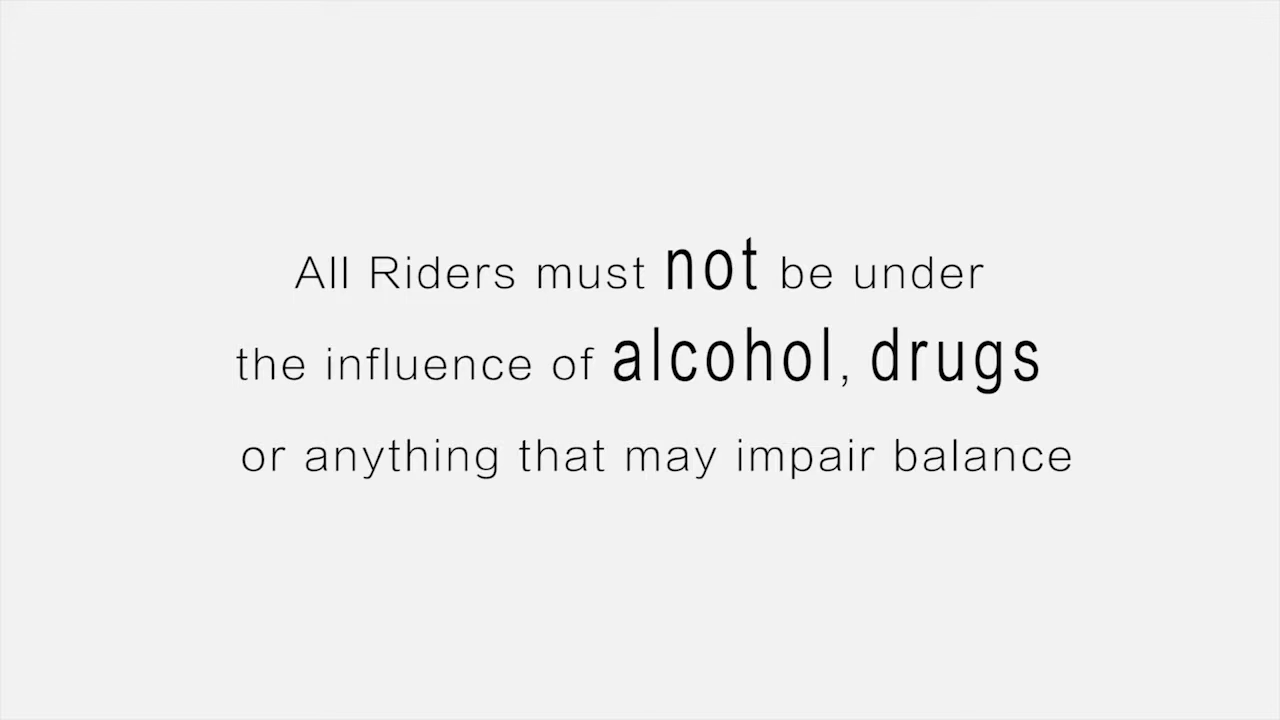 All Riders must not be under
the influence of alcohol, drugs
or anything that may impair balance